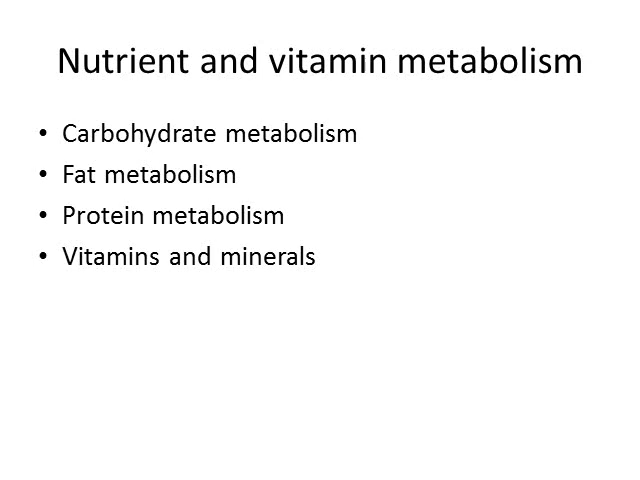 Nutrient and vitamin metabolism
• Carbohydrate metabolism
• Fat metabolism
• Protein metabolism
• Vitamins and minerals